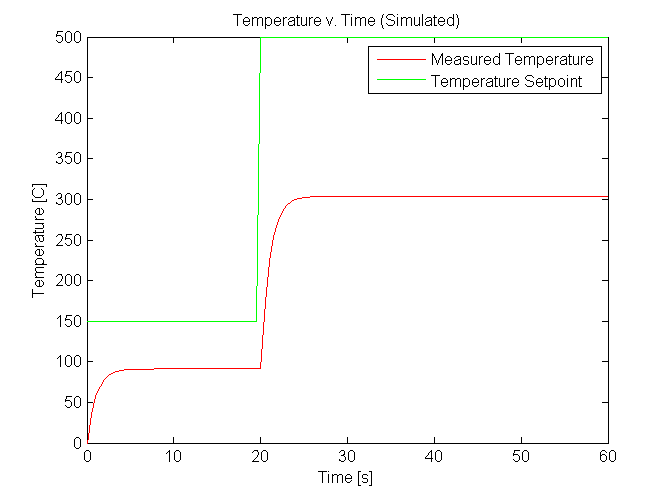 Temperature v. Time (Simulated)
500
450
400
350
300
250
200
150
100
50
0
Temperature [C]
Measured Temperature
Temperature Setpoint
0 10 20 30 40 50 60
Time [s]